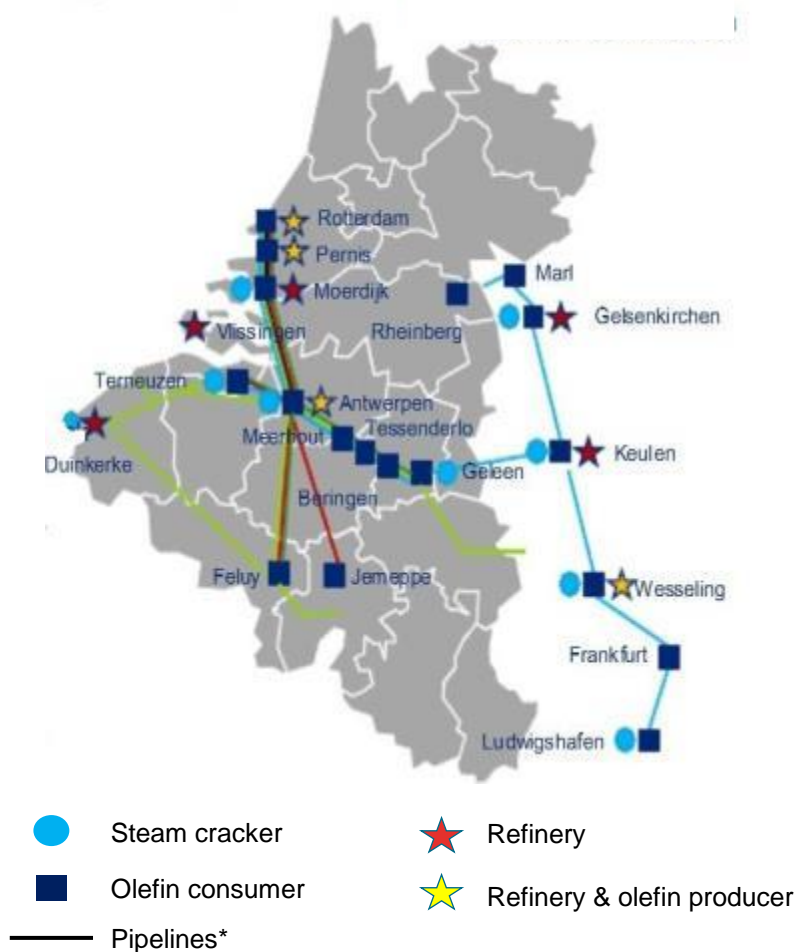 Rotterdam
Pernis
Moerdijk
Marl
Vlissingen
Rheinberg
Gelsenkirchen
Terneuzen
Antwerpen
Meerhout
Tessenderlo
Duinkerke
Geleen
Keulen
Beringen
Feluy
Jemeppe
Wesseling
Frankfurt
Ludwigshafen
Steam cracker
Refinery
Olefin consumer
Refinery & olefin producer
Pipelines*